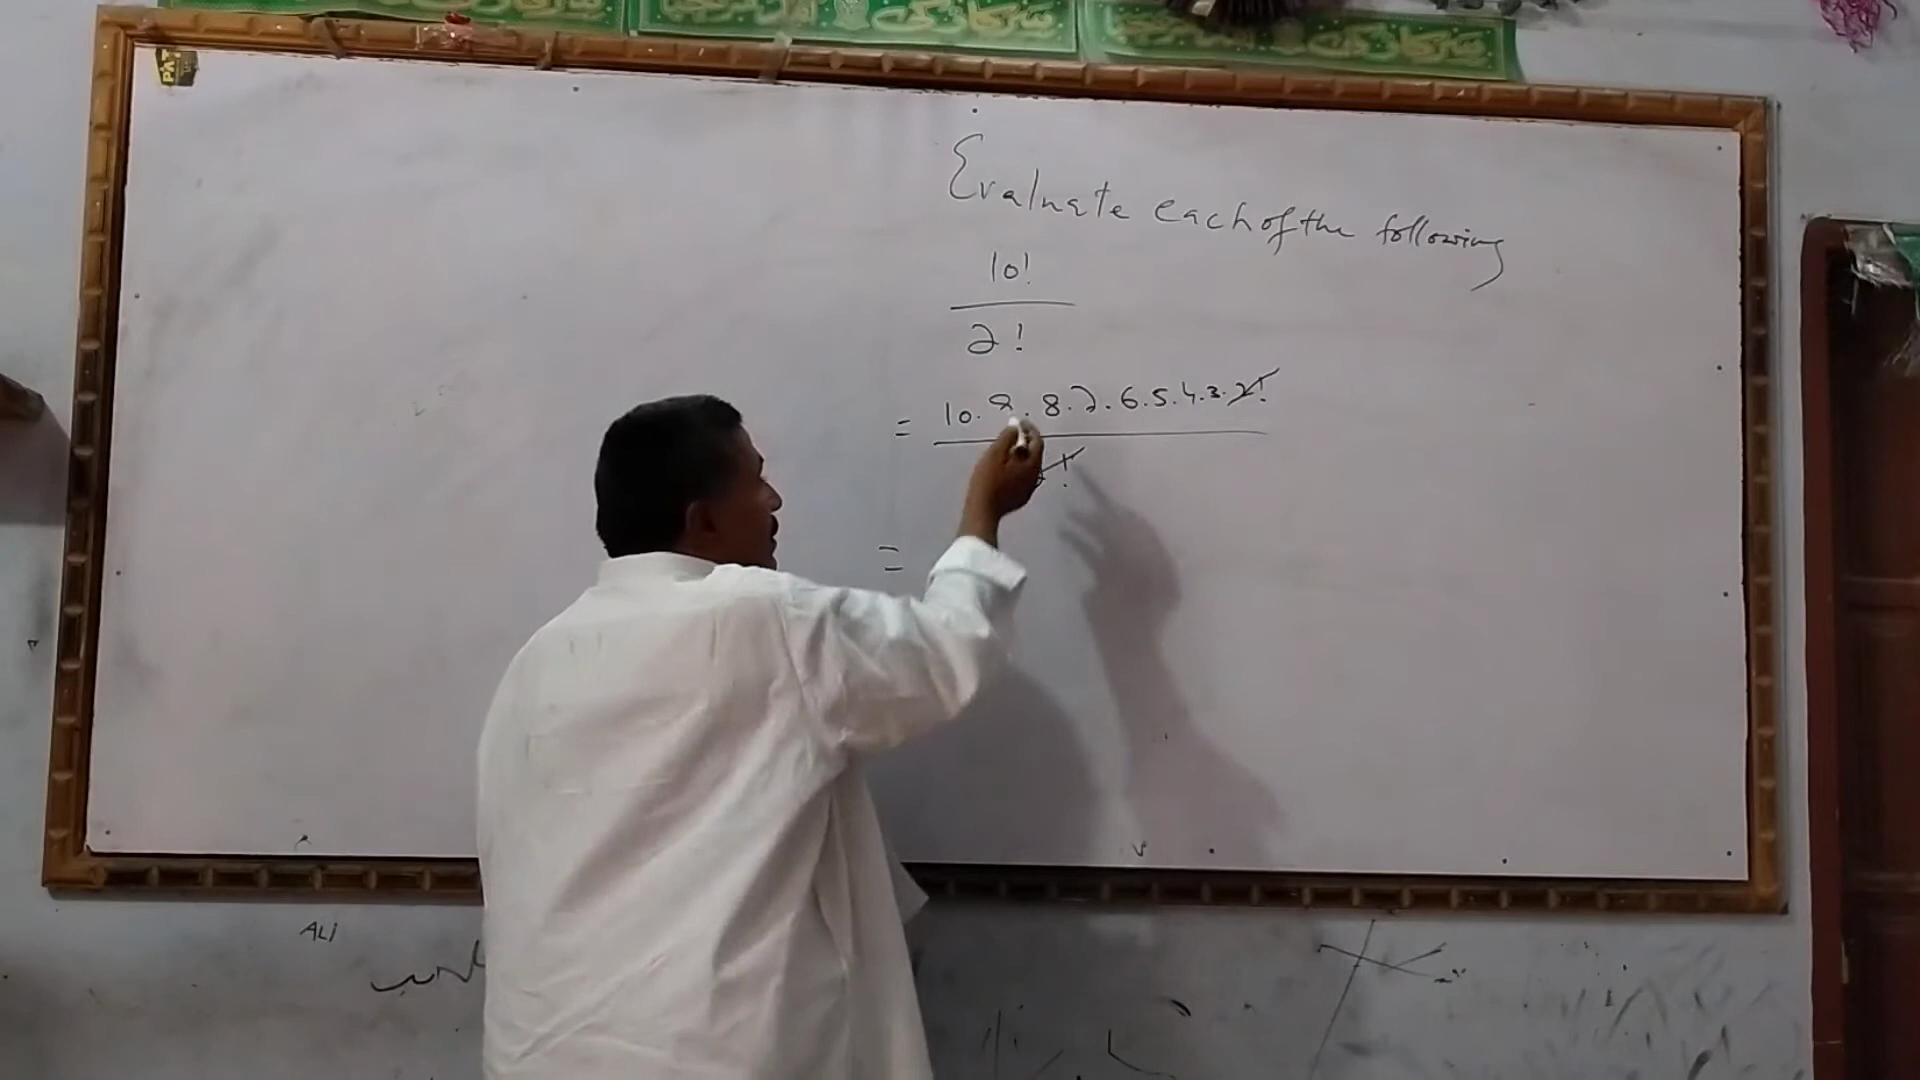 Evaluate each of the following
10!
2!
= 10.9.8.7.6.5.4.3.2!
2!
=
ALI